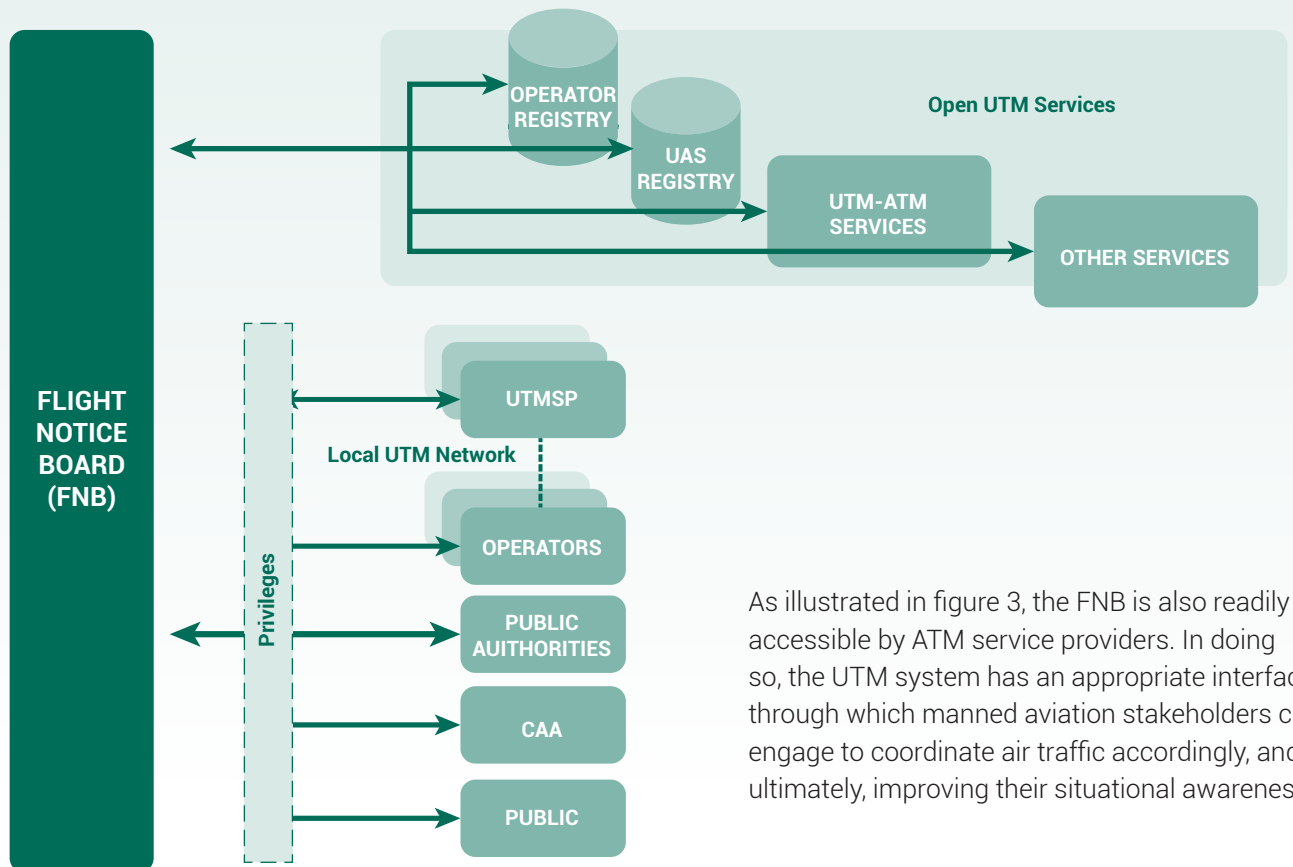 OPERATOR
REGISTRY
UAS
REGISTRY
Open UTM Services
UTM-ATM
SERVICES
OTHER SERVICES
FLIGHT
NOTICE
BOARD
(FNB)
Privileges
UTMSP
Local UTM Network
OPERATORS
PUBLIC
AUITHORITIES
CAA
PUBLIC
As illustrated in figure 3, the FNB is also readily
accessible by ATM service providers. In doing
so, the UTM system has an appropriate interfac
through which manned aviation stakeholders c
engage to coordinate air traffic accordingly, and
ultimately, improving their situational awarenes